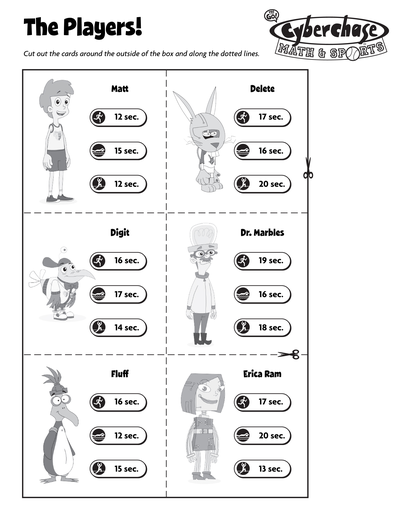 The Players!
Cut out the cards around the outside of the box and along the dotted lines.
GO!
Cyberchase
MATH & SPORTS
Matt
12 sec.
15 sec.
12 sec.
Delete
17 sec.
16 sec.
20 sec.
Digit
16 sec.
17 sec.
14 sec.
Dr. Marbles
19 sec.
16 sec.
18 sec.
Fluff
16 sec.
12 sec.
15 sec.
Erica Ram
17 sec.
20 sec.
13 sec.